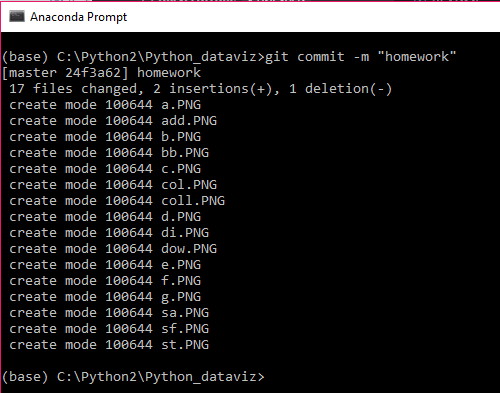 Anaconda Prompt
(base) C:\Python2\Python_dataviz>git commit -m "homework"
[master 24f3a62] homework
 17 files changed, 2 insertions(+), 1 deletion(-)
 create mode 100644 a.PNG
 create mode 100644 add.PNG
 create mode 100644 b.PNG
 create mode 100644 bb.PNG
 create mode 100644 c.PNG
 create mode 100644 col.PNG
 create mode 100644 coll.PNG
 create mode 100644 d.PNG
 create mode 100644 di.PNG
 create mode 100644 dow.PNG
 create mode 100644 e.PNG
 create mode 100644 f.PNG
 create mode 100644 g.PNG
 create mode 100644 sa.PNG
 create mode 100644 sf.PNG
 create mode 100644 st.PNG
(base) C:\Python2\Python_dataviz>